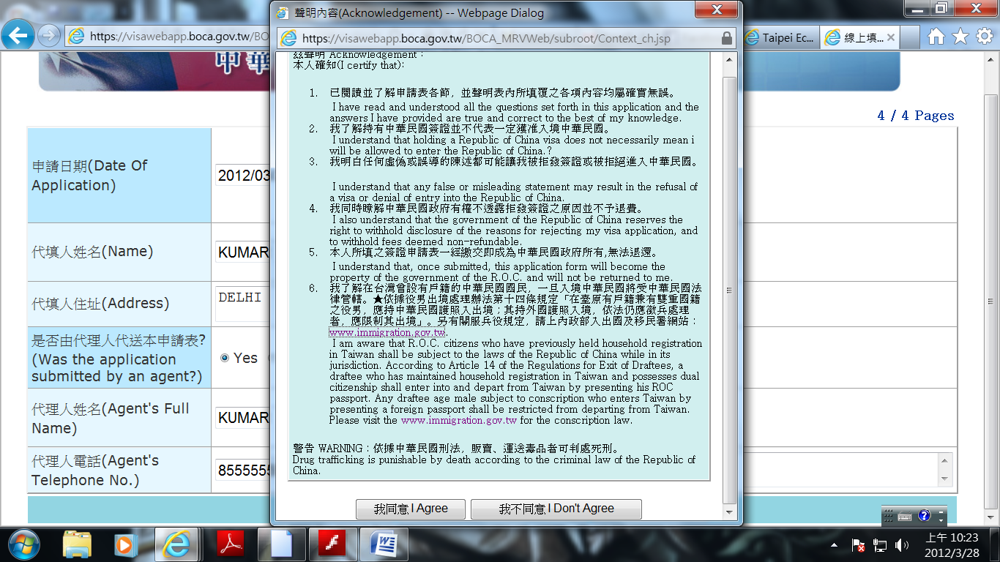 聲明內容(Acknowledgement) -- Webpage Dialog
https://visawebapp.boca.gov.tw/BO
https://visawebapp.boca.gov.tw/BOCA_MRVWeb/subroot/Context_ch.jsp
Taipei Ec...
線上填...
中華
4 / 4 Pages
申請日期(Date Of
Application)
2012/03
代填人姓名(Name)
KUMAR
代填人住址(Address)
DELHI
是否由代理人代送本申請表?
(Was the application
submitted by an agent?)
Yes
代理人姓名(Agent's Full
Name)
KUMAR
代理人電話(Agent's
Telephone No.)
8555555
茲聲明 Acknowledgement：
本人確知(I certify that):
1. 已閱讀並了解申請表各節，並聲明表內所填覆之各項內容均屬確實無誤。
I have read and understood all the questions set forth in this application and the
answers I have provided are true and correct to the best of my knowledge.
2. 我了解持有中華民國簽證並不代表一定獲准入境中華民國。
I understand that holding a Republic of China visa does not necessarily mean i
will be allowed to enter the Republic of China.?
3. 我明白任何虛偽或誤導的陳述都可能讓我被拒發簽證或被拒絕進入中華民國。
I understand that any false or misleading statement may result in the refusal of
a visa or denial of entry into the Republic of China.
4. 我同時瞭解中華民國政府有權不透露拒發簽證之原因並不予退費。
I also understand that the government of the Republic of China reserves the
right to withhold disclosure of the reasons for rejecting my visa application, and
to withhold fees deemed non-refundable.
5. 本人所填之簽證申請表一經繳交即成為中華民國政府所有,無法退還。
I understand that, once submitted, this application form will become the
property of the government of the R.O.C. and will not be returned to me.
6. 我了解在台灣曾設有戶籍的中華民國國民，一旦入境中華民國將受中華民國法
律管轄。★依據役男出境處理辦法第十四條規定「在臺原有戶籍兼有雙重國籍
之役男，應持中華民國護照入出境；其持外國護照入境，依法仍應徵兵處理
者，應限制其出境」。另有關服兵役規定，請上內政部入出國及移民署網站：
www.immigration.gov.tw.
I am aware that R.O.C. citizens who have previously held household registration
in Taiwan shall be subject to the laws of the Republic of China while in its
jurisdiction. According to Article 14 of the Regulations for Exit of Draftees, a
draftee who has maintained household registration in Taiwan and possesses dual
citizenship shall enter into and depart from Taiwan by presenting his ROC
passport. Any draftee age male subject to conscription who enters Taiwan by
presenting a foreign passport shall be restricted from departing from Taiwan.
Please visit the www.immigration.gov.tw for the conscription law.
警告 WARNING：依據中華民國刑法，販賣、運送毒品者可判處死刑。
Drug trafficking is punishable by death according to the criminal law of the Republic of
China.
我同意 I Agree
我不同意 I Don't Agree
上午 10:23
2012/3/28